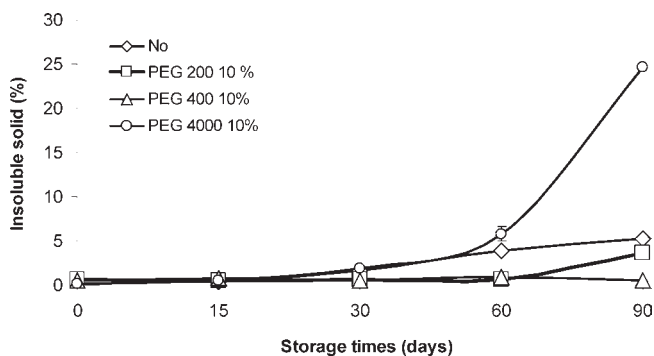 30
25
20
15
10
5
0
Insoluble solid (%)
No
PEG 200 10 %
PEG 400 10%
PEG 4000 10%
0 15 30 60 90
Storage times (days)